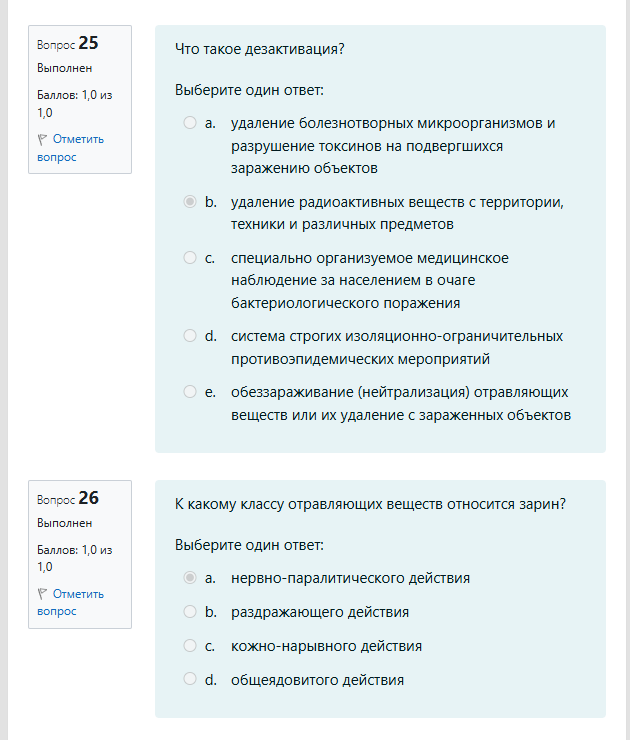 Вопрос 25
Выполнен
Баллов: 1,0 из
1,0
Отметить
вопрос
Что такое дезактивация?
Выберите один ответ:
a. удаление болезнотворных микроорганизмов и
разрушение токсинов на подвергшихся
заражению объектов
b. удаление радиоактивных веществ с территории,
техники и различных предметов
c. специально организуемое медицинское
наблюдение за населением в очаге
бактериологического поражения
d. система строгих изоляционно-ограничительных
противоэпидемических мероприятий
e. обеззараживание (нейтрализация) отравляющих
веществ или их удаление с зараженных объектов
Вопрос 26
Выполнен
Баллов: 1,0 из
1,0
Отметить
вопрос
К какому классу отравляющих веществ относится зарин?
Выберите один ответ:
a. нервно-паралитического действия
b. раздражающего действия
c. кожно-нарывного действия
d. общеядовитого действия